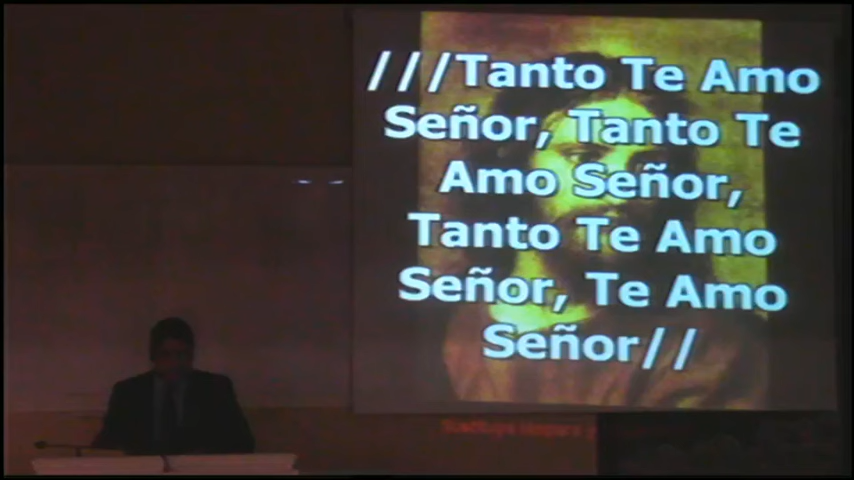 ///Tanto Te Amo
Señor, Tanto Te
Amo Señor,
Tanto Te Amo
Señor, Te Amo
Señor//